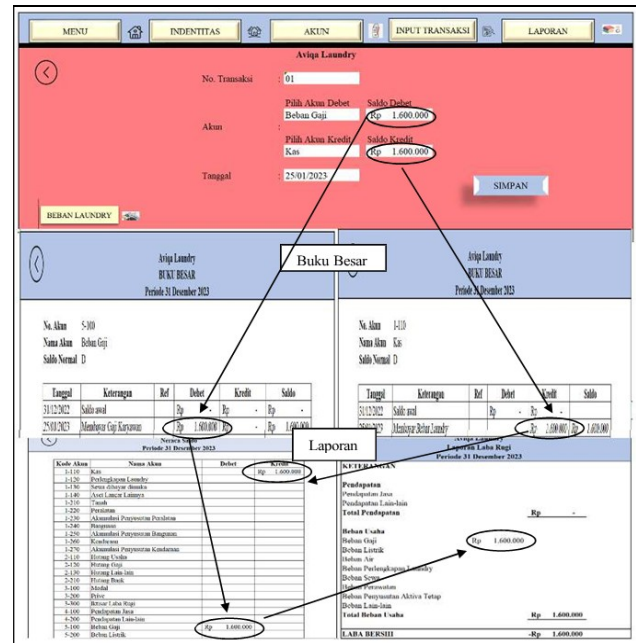 MENU INDENTITAS AKUN INPUT TRANSAKSI LAPORAN
Aviqa Laundry
No. Transaksi : 01
Pilih Akun Debet Saldo Debet
Beban Gaji Rp 1.600.000
Akun :
Pilih Akun Kredit Saldo Kredit
Kas Rp 1.600.000
Tanggal : 25/01/2023
SIMPAN
BEBAN LAUNDRY
Buku Besar
Aviqa Laundry
BUKU BESAR
Periode 31 Desember 2023
No. Akun 5-100
Nama Akun Beban Gaji
Saldo Normal D
Tanggal Keterangan Ref Debet Kredit Saldo
31/12/2022 Saldo awal Rp - Rp -
25/01/2023 Membayar Gaji Karyawan Rp 1.600.000 Rp - Rp 1.600.000
Aviqa Laundry
BUKU BESAR
Periode 31 Desember 2023
No. Akun 1-110
Nama Akun Kas
Saldo Normal D
Tanggal Keterangan Ref Debet Kredit Saldo
31/12/2022 Saldo awal Rp - Rp -
25/01/2023 Membayar Beban Laundry Rp 1.600.000 Rp 1.600.000
Laporan
Neraca Saldo
Periode 31 Desember 2023
Kode Akun Nama Akun Debet Kredit
1-110 Kas Rp 1.600.000
1-120 Perlengkapan Laundry
1-130 Sewa dibayar dimuka
1-140 Aset Lancar Lainnya
1-210 Tanah
1-220 Peralatan
1-230 Akumulasi Penyusutan Peralatan
1-240 Bangunan
1-250 Akumulasi Penyusutan Bangunan
1-260 Kendaraan
1-270 Akumulasi Penyusutan Kendaraan
2-110 Hutang Usaha
2-120 Hutang Gaji
2-130 Hutang Lain-lain
2-210 Hutang Bank
3-100 Modal
3-200 Prive
3-300 Iktisar Laba Rugi
4-100 Pendapatan Jasa
4-200 Pendapatan Lain-lain
5-100 Beban Gaji Rp 1.600.000
5-200 Beban Listrik
Aviqa Laundry
Laporan Laba Rugi
Periode 31 Desember 2023
KETERANGAN
Pendapatan
Pendapatan Jasa
Pendapatan Lain-lain
Total Pendapatan Rp -
Beban Usaha
Beban Gaji Rp 1.600.000
Beban Listrik
Beban Air
Beban Perlengkapan Laundry
Beban Sewa
Beban Perawatan
Beban Penyusutan Aktiva Tetap
Beban Lain-lain
Total Beban Usaha Rp 1.600.000
LABA BERSIH -Rp 1.600.000